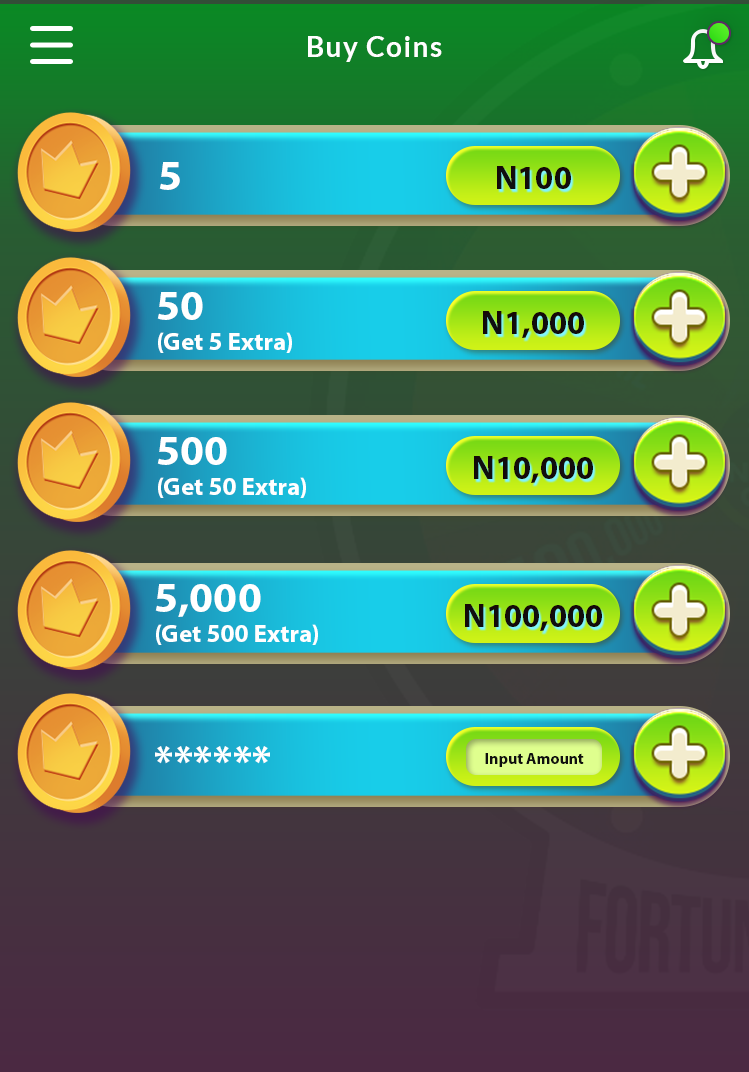 Buy Coins
5
N100
50
(Get 5 Extra)
N1,000
500
(Get 50 Extra)
N10,000
5,000
(Get 500 Extra)
N100,000
******
Input Amount
FORTU